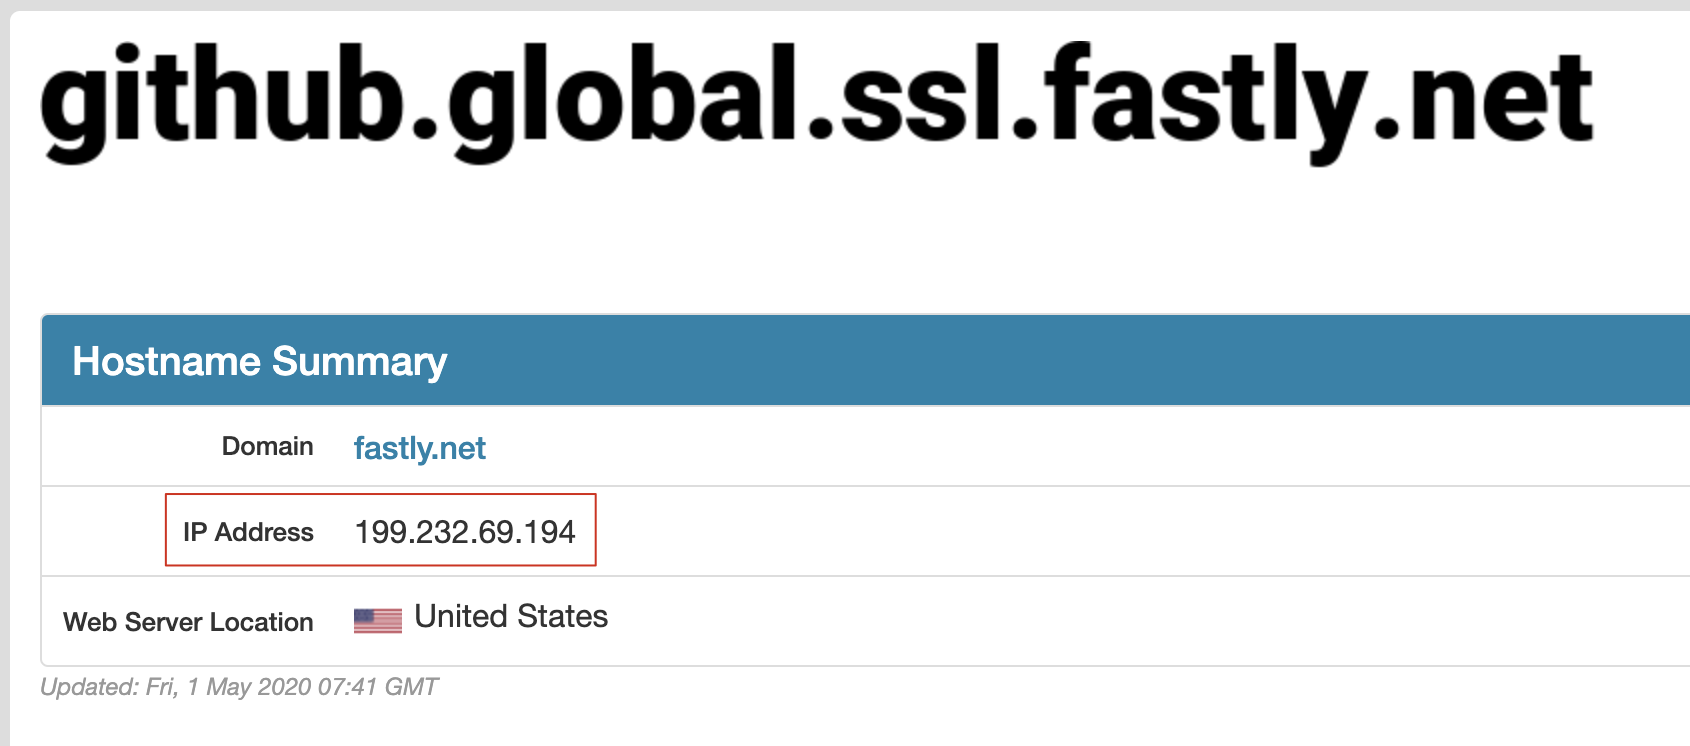 github.global.ssl.fastly.net
Hostname Summary
Domain fastly.net
IP Address 199.232.69.194
Web Server Location United States
Updated: Fri, 1 May 2020 07:41 GMT